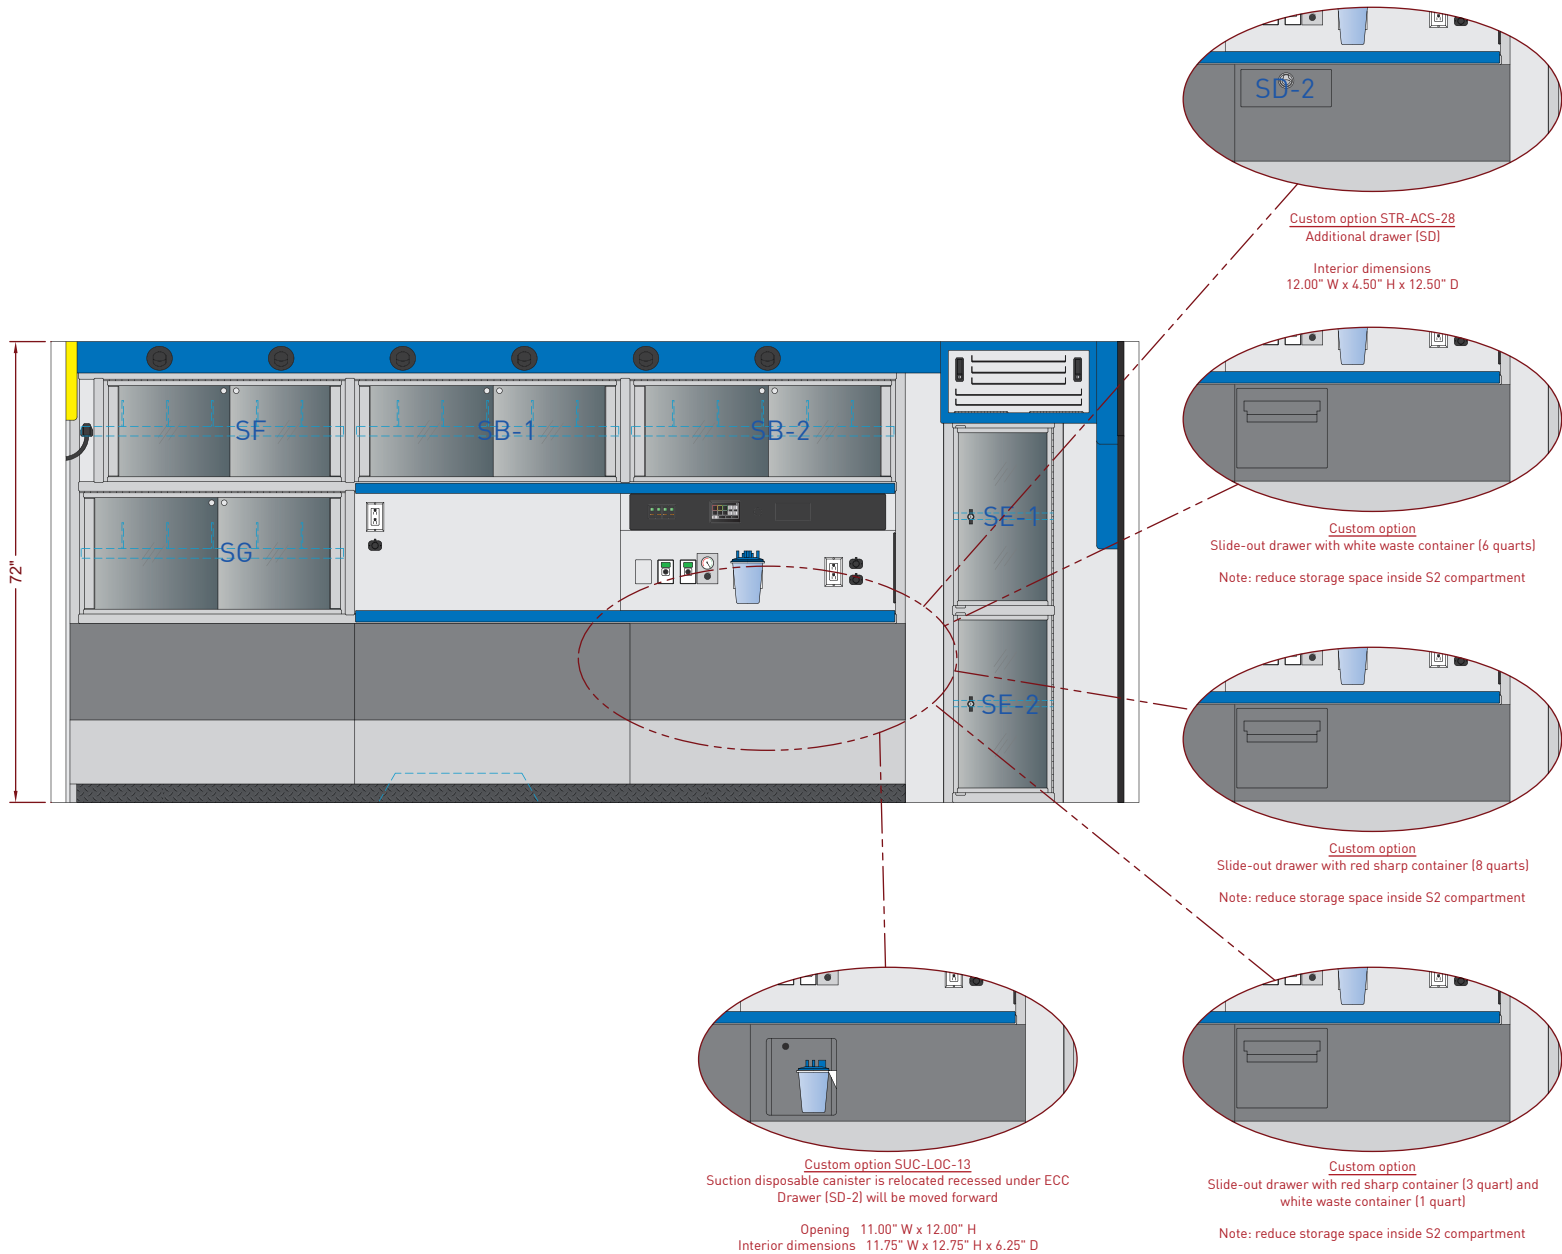 SD-2
Custom option STR-ACS-28
Additional drawer (SD)
Interior dimensions
12.00" W x 4.50" H x 12.50" D
72"
SF
SB-1
SB-2
SG
SE-1
SE-2
Custom option
Slide-out drawer with white waste container (6 quarts)
Note: reduce storage space inside S2 compartment
Custom option
Slide-out drawer with red sharp container (8 quarts)
Note: reduce storage space inside S2 compartment
Custom option SUC-LOC-13
Suction disposable canister is relocated recessed under ECC
Drawer (SD-2) will be moved forward
Opening 11.00" W x 12.00" H
Interior dimensions 11.75" W x 12.75" H x 6.25" D
Custom option
Slide-out drawer with red sharp container (3 quart) and
white waste container (1 quart)
Note: reduce storage space inside S2 compartment